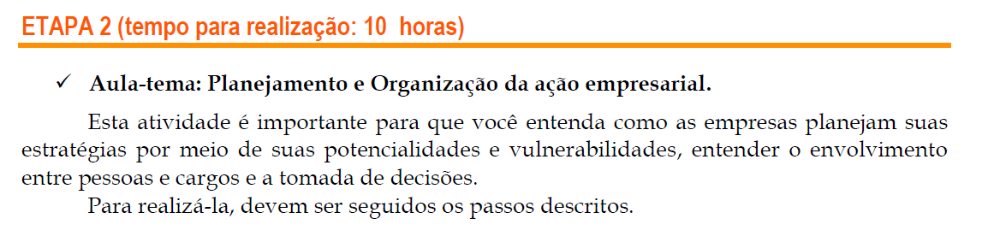 ETAPA 2 (tempo para realização: 10 horas)
✓ Aula-tema: Planejamento e Organização da ação empresarial.
Esta atividade é importante para que você entenda como as empresas planejam suas
estratégias por meio de suas potencialidades e vulnerabilidades, entender o envolvimento
entre pessoas e cargos e a tomada de decisões.
Para realizá-la, devem ser seguidos os passos descritos.